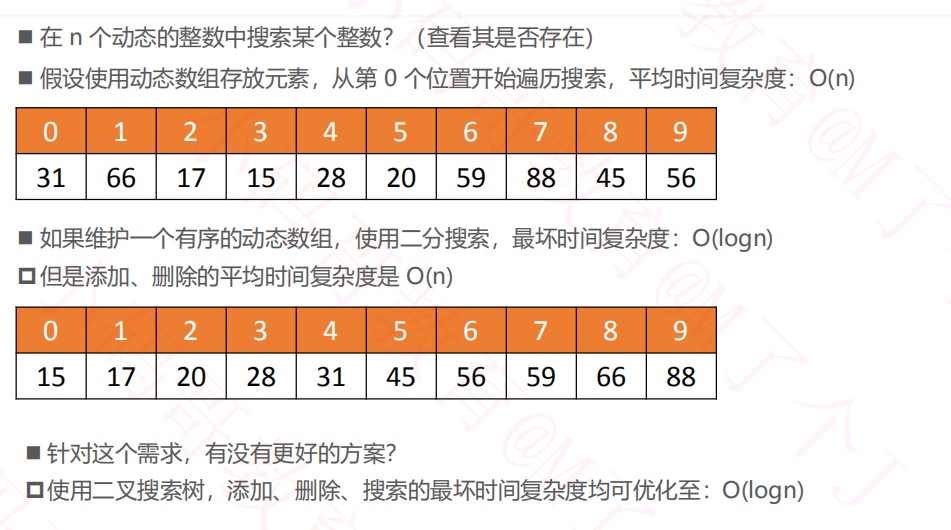 ■ 在 n 个动态的整数中搜索某个整数？（查看其是否存在）
■ 假设使用动态数组存放元素，从第 0 个位置开始遍历搜索，平均时间复杂度：O(n)
0 1 2 3 4 5 6 7 8 9
31 66 17 15 28 20 59 88 45 56
■ 如果维护一个有序的动态数组，使用二分搜索，最坏时间复杂度：O(logn)
但是添加、删除的平均时间复杂度是 O(n)
0 1 2 3 4 5 6 7 8 9
15 17 20 28 31 45 56 59 66 88
■ 针对这个需求，有没有更好的方案？
使用二叉搜索树，添加、删除、搜索的最坏时间复杂度均可优化至：O(logn)